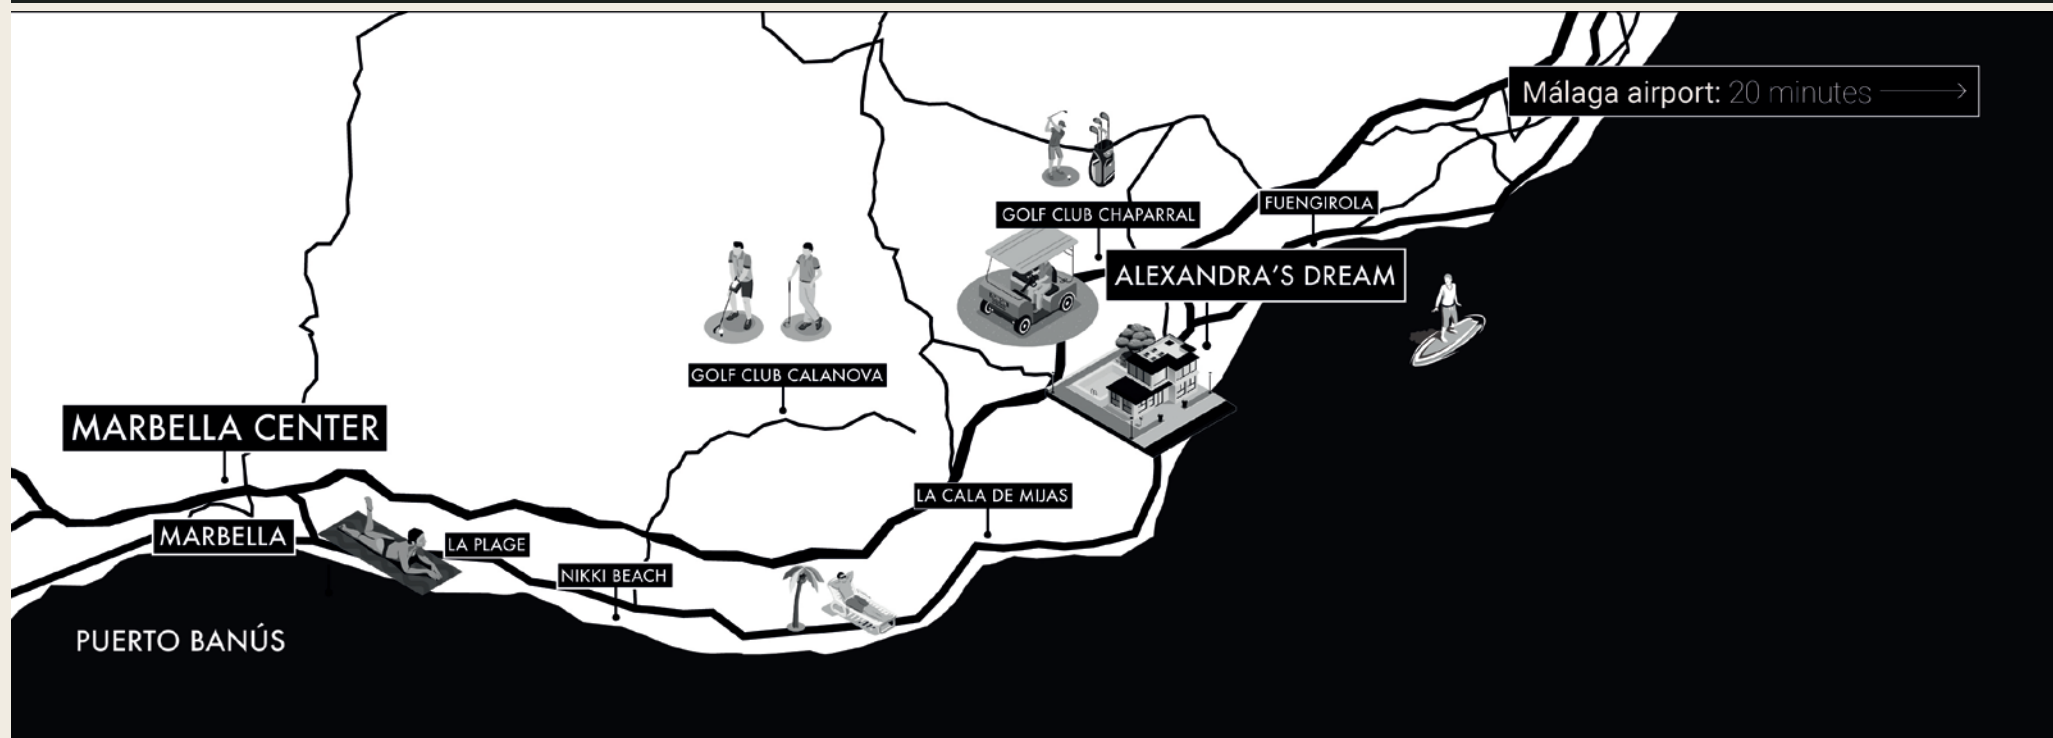 Málaga airport: 20 minutes
FUENGIROLA
GOLF CLUB CHAPARRAL
ALEXANDRA'S DREAM
GOLF CLUB CALANOVA
MARBELLA CENTER
LA CALA DE MIJAS
MARBELLA
LA PLAGE
NIKKI BEACH
PUERTO BANÚS